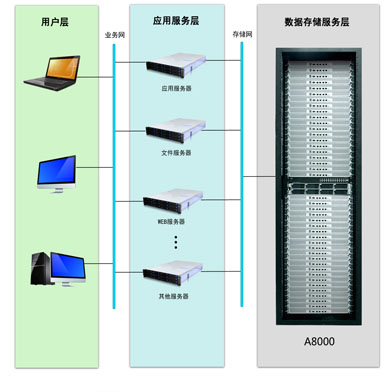 用户层
应用服务层
数据存储服务层
业务网
存储网
应用服务器
文件服务器
WEB服务器
其他服务器
A8000